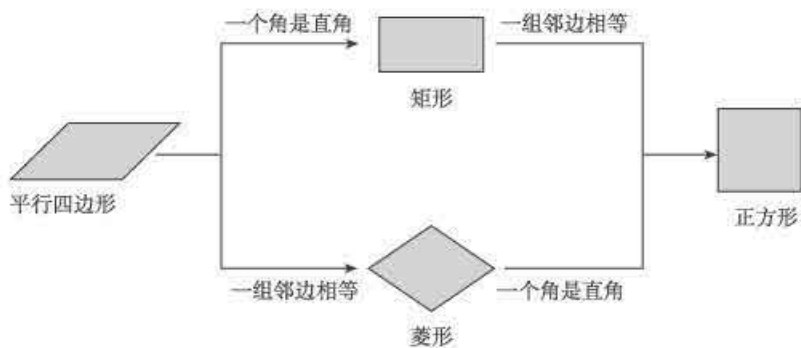 一个角是直角
一组邻边相等
矩形
平行四边形
正方形
一组邻边相等
一个角是直角
菱形